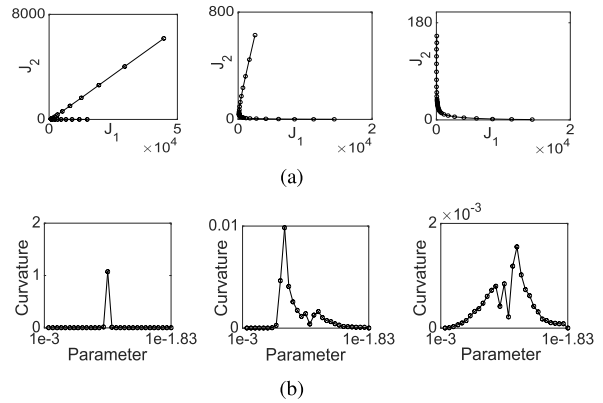 8000
J2
0
0
J1
5
×10^4
800
J2
0
0
J1
2
×10^4
180
J2
0
0
J1
2
×10^4
(a)
2
Curvature
1
0
1e-3
1e-1.83
Parameter
0.01
Curvature
0
1e-3
1e-1.83
Parameter
2 ×10^-3
Curvature
0
1e-3
1e-1.83
Parameter
(b)